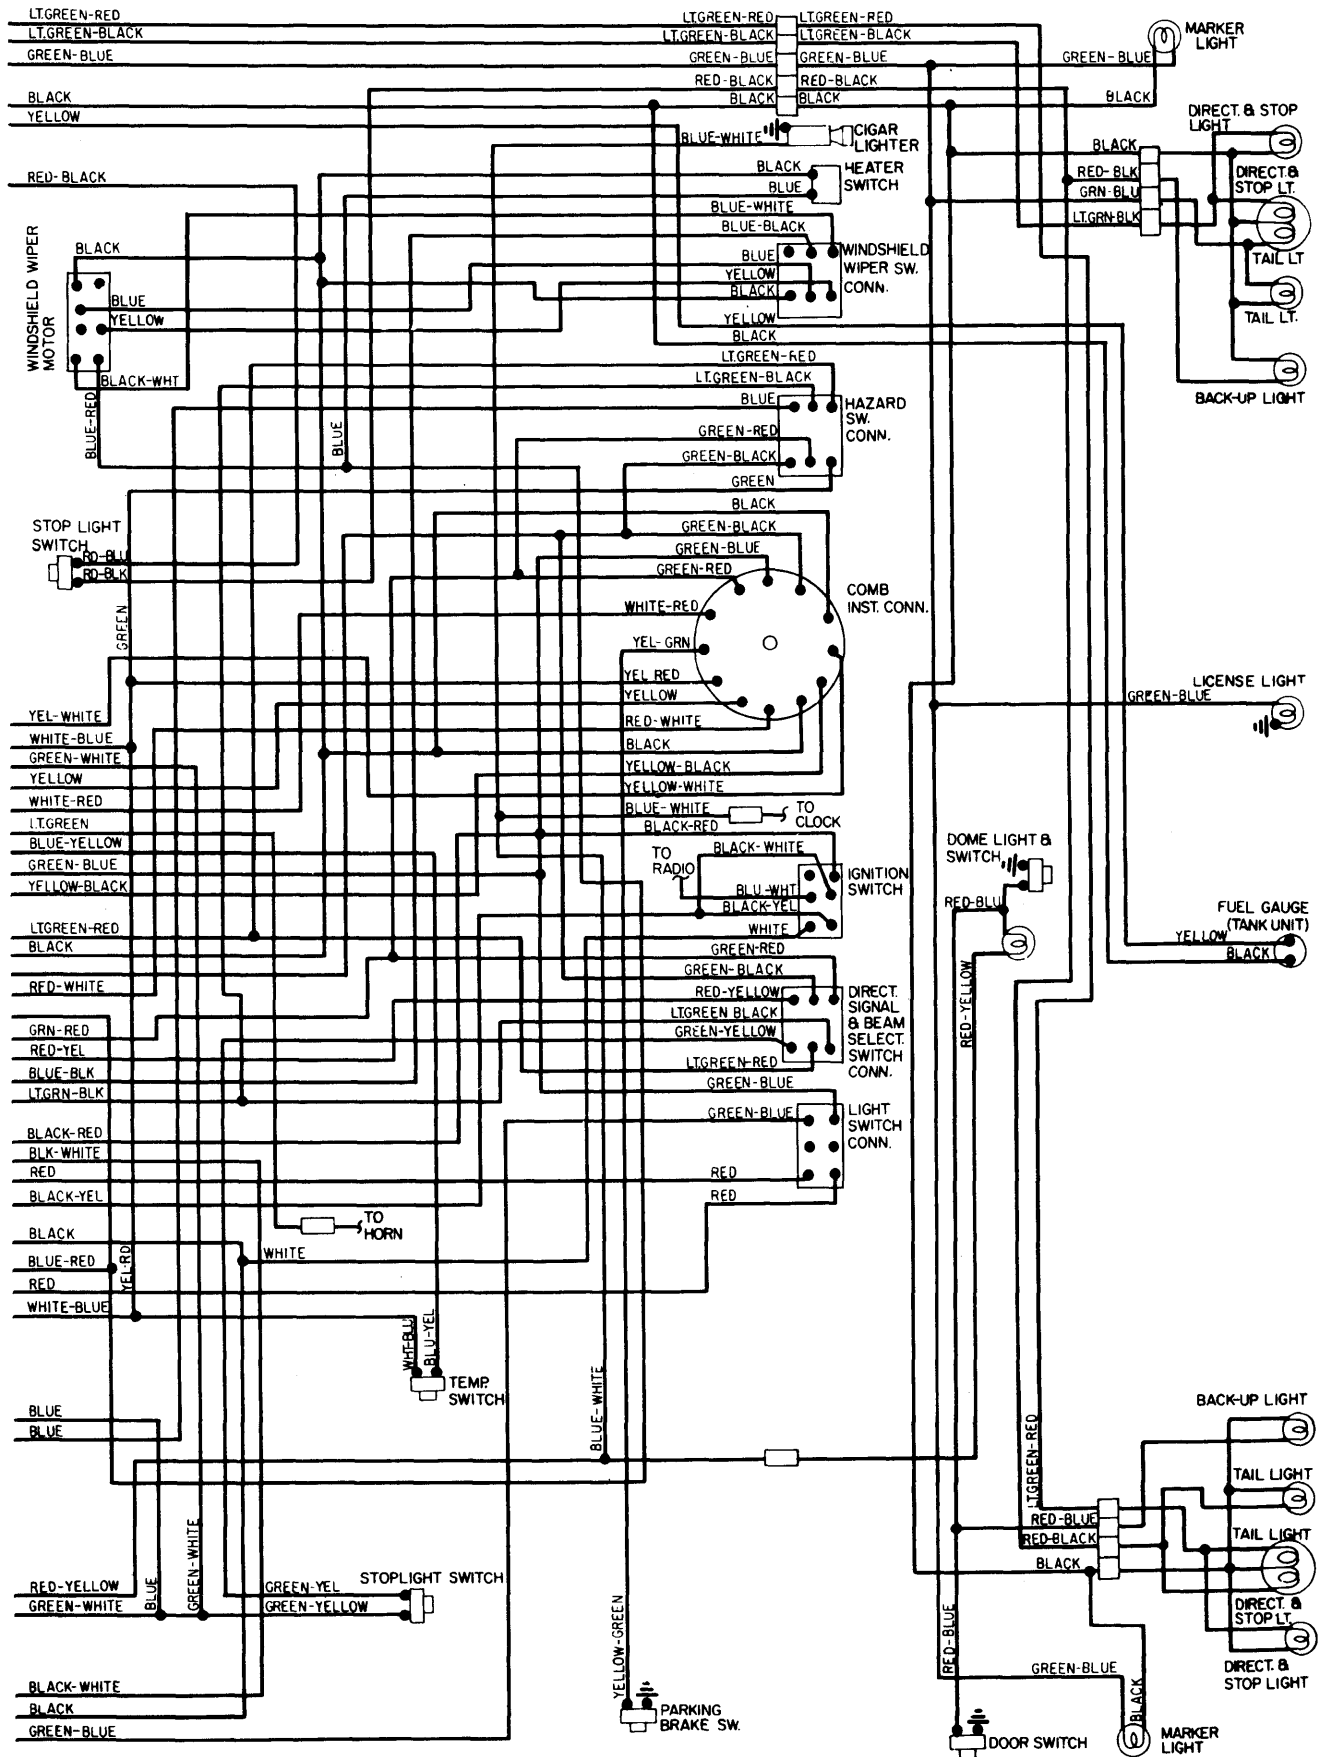 LT.GREEN-RED
LT.GREEN-BLACK
GREEN-BLUE
BLACK
YELLOW
RED-BLACK
LT.GREEN-RED
LT.GREEN-BLACK
GREEN-BLUE
RED-BLACK
BLACK
LT.GREEN-RED
LT.GREEN-BLACK
GREEN-BLUE
RED-BLACK
BLACK
GREEN-BLUE
BLACK
MARKER
LIGHT
BLUE-WHITE
CIGAR
LIGHTER
BLACK
BLUE
HEATER
SWITCH
BLUE-WHITE
BLUE-BLACK
BLUE
YELLOW
BLACK
WINDSHIELD
WIPER SW.
CONN.
YELLOW
BLACK
DIRECT. & STOP
LIGHT
BLACK
RED-BLK
GRN-BLU
LT.GRN-BLK
DIRECT.&
STOP LT.
TAIL LT
TAIL LT.
BACK-UP LIGHT
WINDSHIELD WIPER
MOTOR
BLACK
BLUE
YELLOW
BLACK-WHT
BLUE-RED
BLUE
LT.GREEN-RED
LT.GREEN-BLACK
BLUE
GREEN-RED
GREEN-BLACK
GREEN
HAZARD
SW.
CONN.
STOP LIGHT
SWITCH
RD-BLU
RD-BLK
GREEN
BLACK
GREEN-BLACK
GREEN-BLUE
GREEN-RED
WHITE-RED
YEL-GRN
YEL RED
YELLOW
RED-WHITE
BLACK
YELLOW-BLACK
YELLOW-WHITE
COMB
INST. CONN.
LICENSE LIGHT
GREEN-BLUE
YEL-WHITE
WHITE-BLUE
GREEN-WHITE
YELLOW
WHITE-RED
LT.GREEN
BLUE-YELLOW
GREEN-BLUE
YELLOW-BLACK
LTGREEN-RED
BLACK
RED-WHITE
GRN-RED
RED-YEL
BLUE-BLK
LT.GRN-BLK
BLACK-RED
BLK-WHITE
RED
BLACK-YEL
BLACK
BLUE-RED
RED
WHITE-BLUE
BLUE-WHITE
TO
CLOCK
BLACK-RED
TO
RADIO
BLACK-WHITE
BLU-WHT
BLACK-YEL
WHITE
IGNITION
SWITCH
GREEN-RED
GREEN-BLACK
RED-YELLOW
LT.GREEN BLACK
GREEN-YELLOW
LT.GREEN-RED
DIRECT.
SIGNAL
& BEAM
SELECT.
SWITCH
CONN.
GREEN-BLUE
GREEN-BLUE
RED
RED
LIGHT
SWITCH
CONN.
DOME LIGHT &
SWITCH
RED-BLU
RED-YELLOW
FUEL GAUGE
(TANK UNIT)
YELLOW
BLACK
TO
HORN
WHITE
YEL-RD
WHT-BLU
BLU-YEL
TEMP.
SWITCH
BLUE-WHITE
BLUE
BLUE
RED-YELLOW
GREEN-WHITE
BLUE
GREEN-WHITE
GREEN-YEL
GREEN-YELLOW
STOPLIGHT SWITCH
BLACK-WHITE
BLACK
GREEN-BLUE
YELLOW-GREEN
PARKING
BRAKE SW.
LT.GREEN-RED
RED-BLUE
RED-BLACK
BLACK
BACK-UP LIGHT
TAIL LIGHT
TAIL LIGHT
DIRECT. &
STOP LT.
DIRECT. &
STOP LIGHT
RED-BLUE
GREEN-BLUE
BLACK
DOOR SWITCH
MARKER
LIGHT